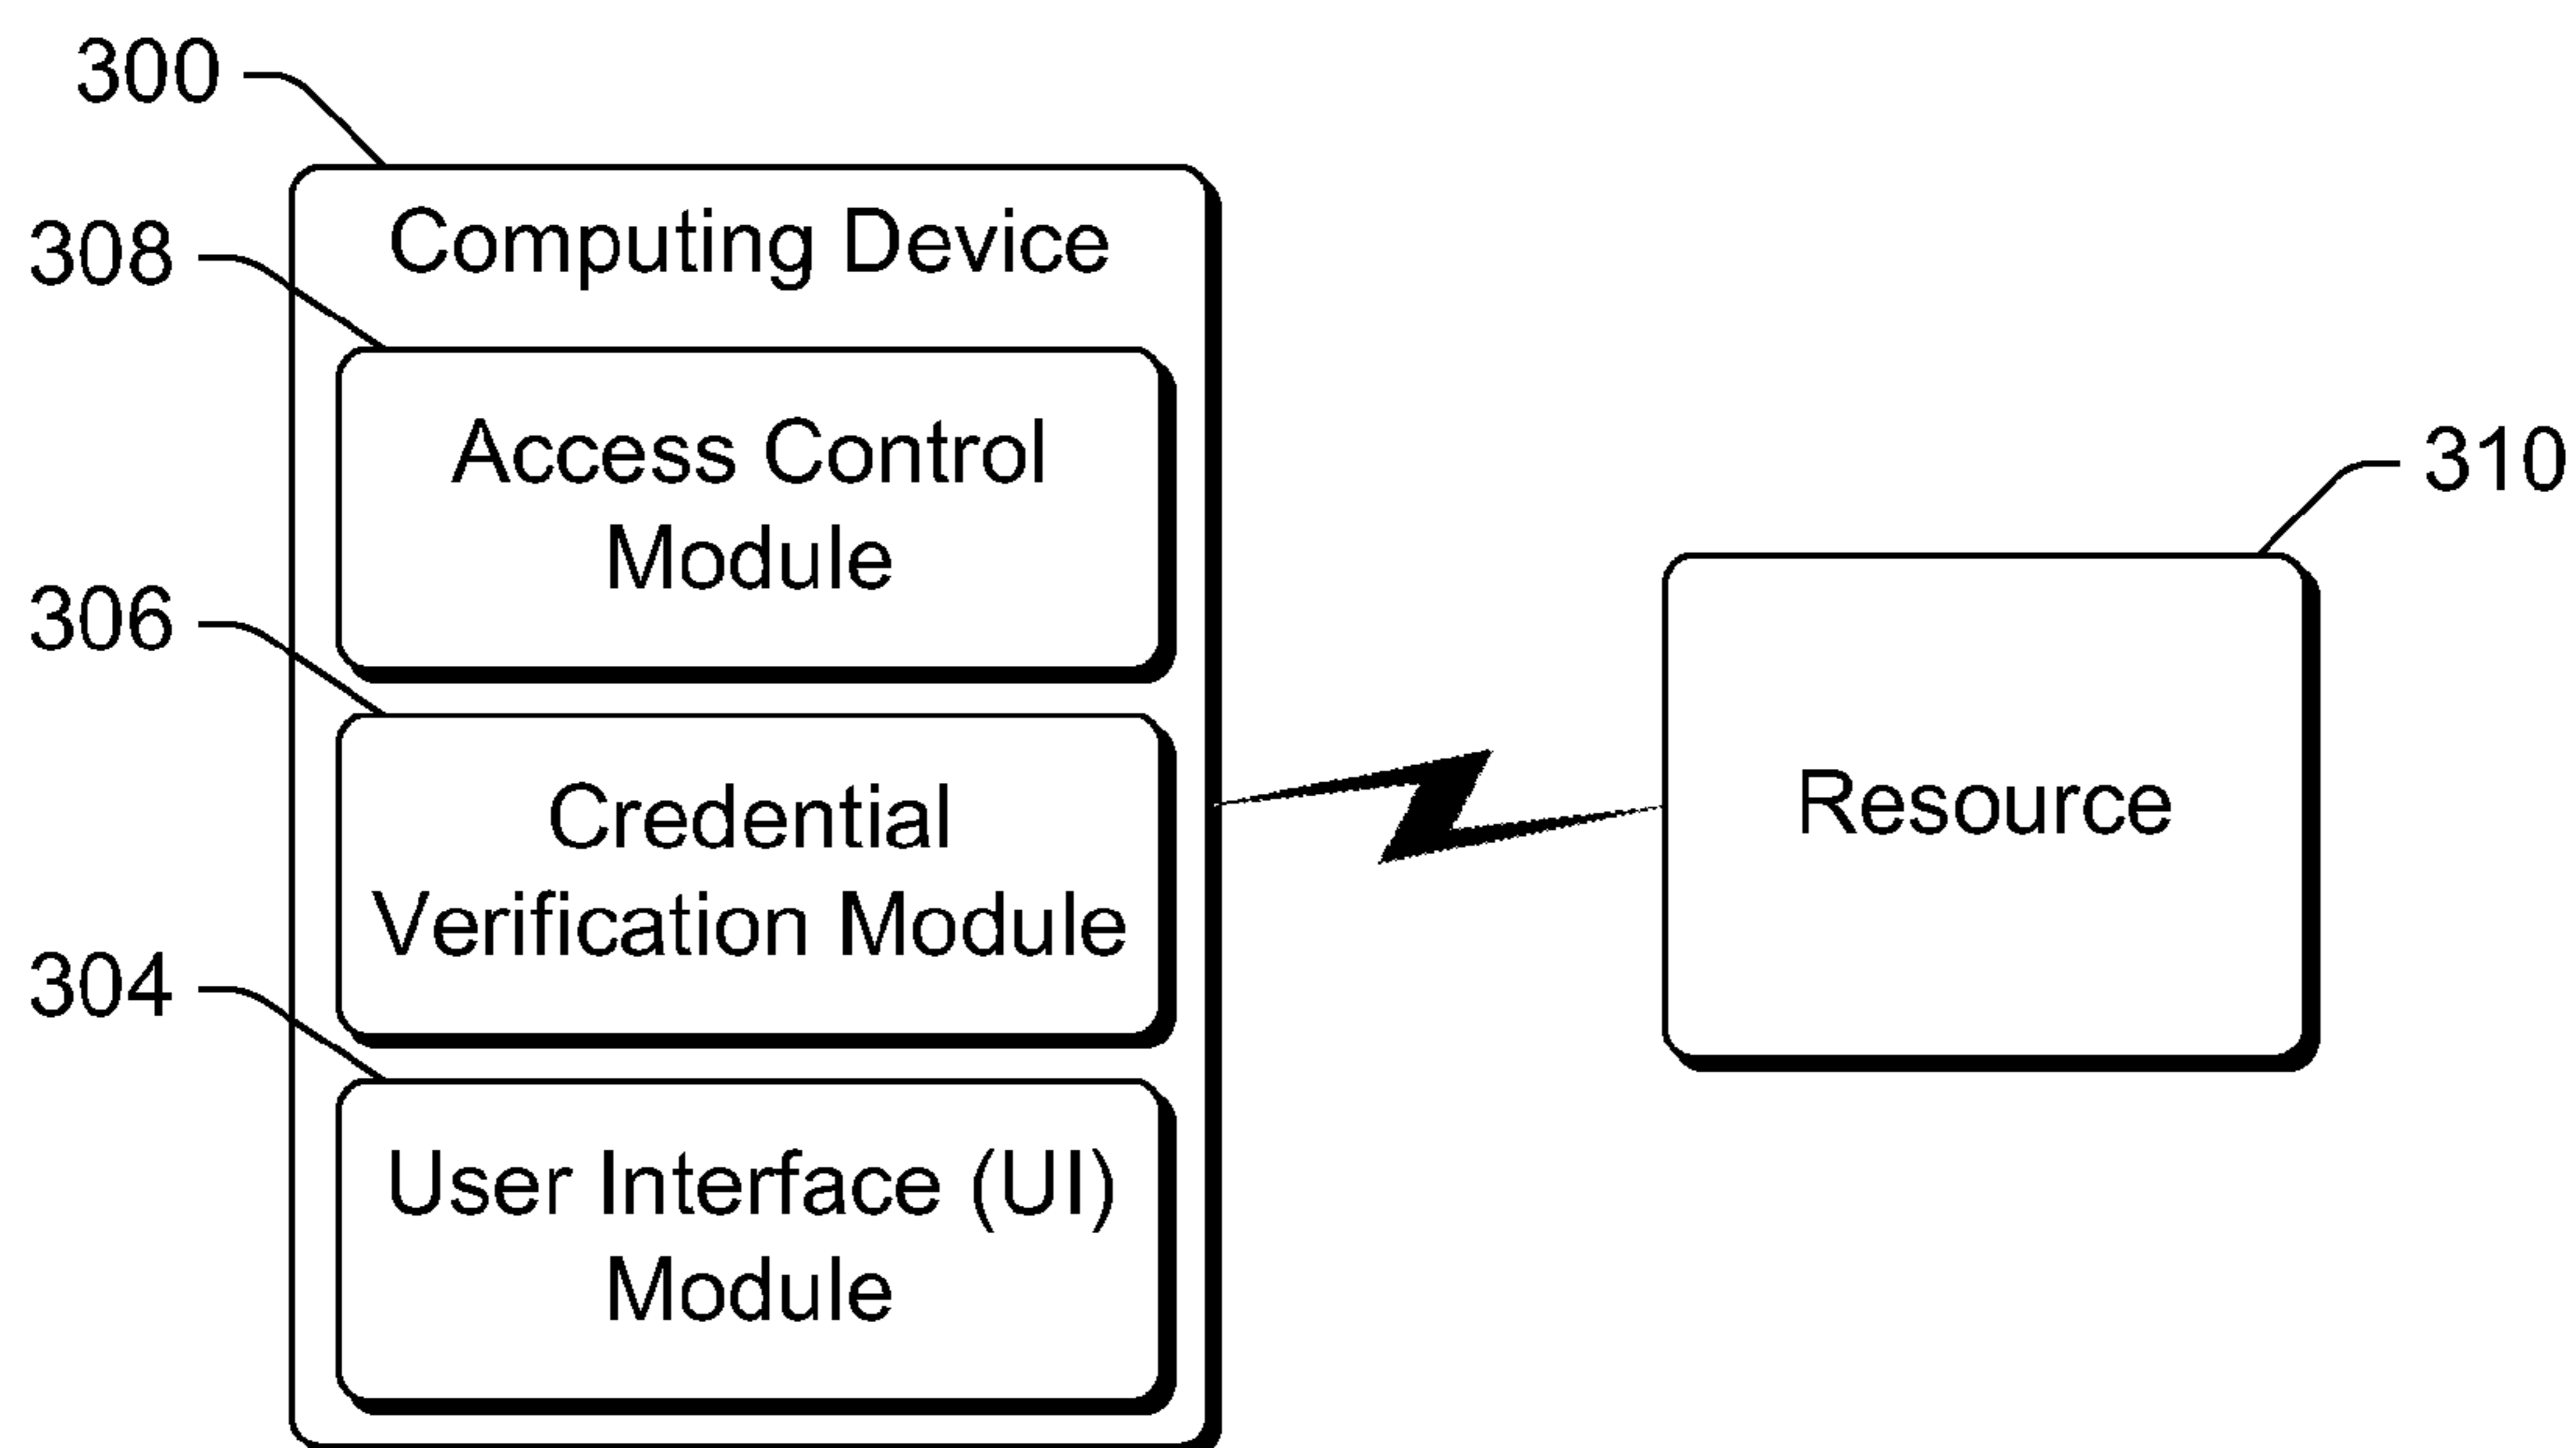 300
Computing Device
308
Access Control
Module
310
306
Credential
Verification Module
Resource
304
User Interface (UI)
Module